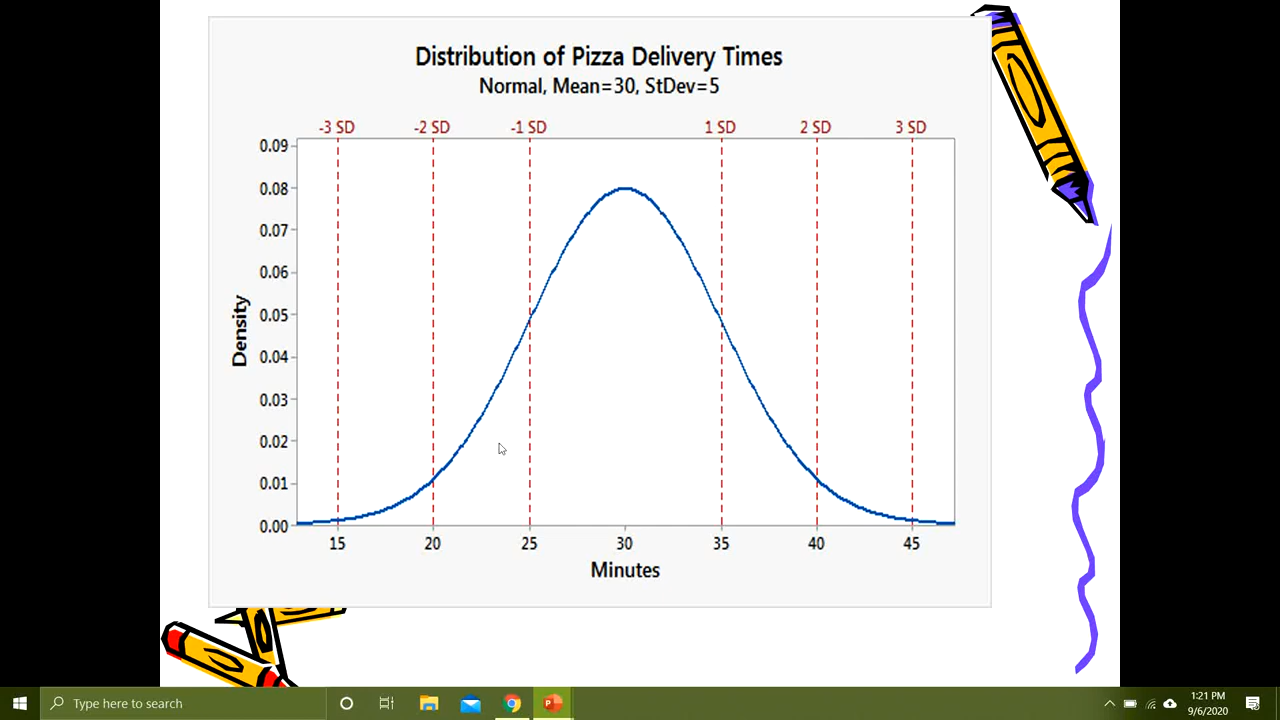 Distribution of Pizza Delivery Times
Normal, Mean=30, StDev=5
-3 SD -2 SD -1 SD 1 SD 2 SD 3 SD
0.09
0.08
0.07
0.06
0.05
0.04
0.03
0.02
0.01
0.00
Density
15 20 25 30 35 40 45
Minutes
Type here to search
1:21 PM
9/6/2020